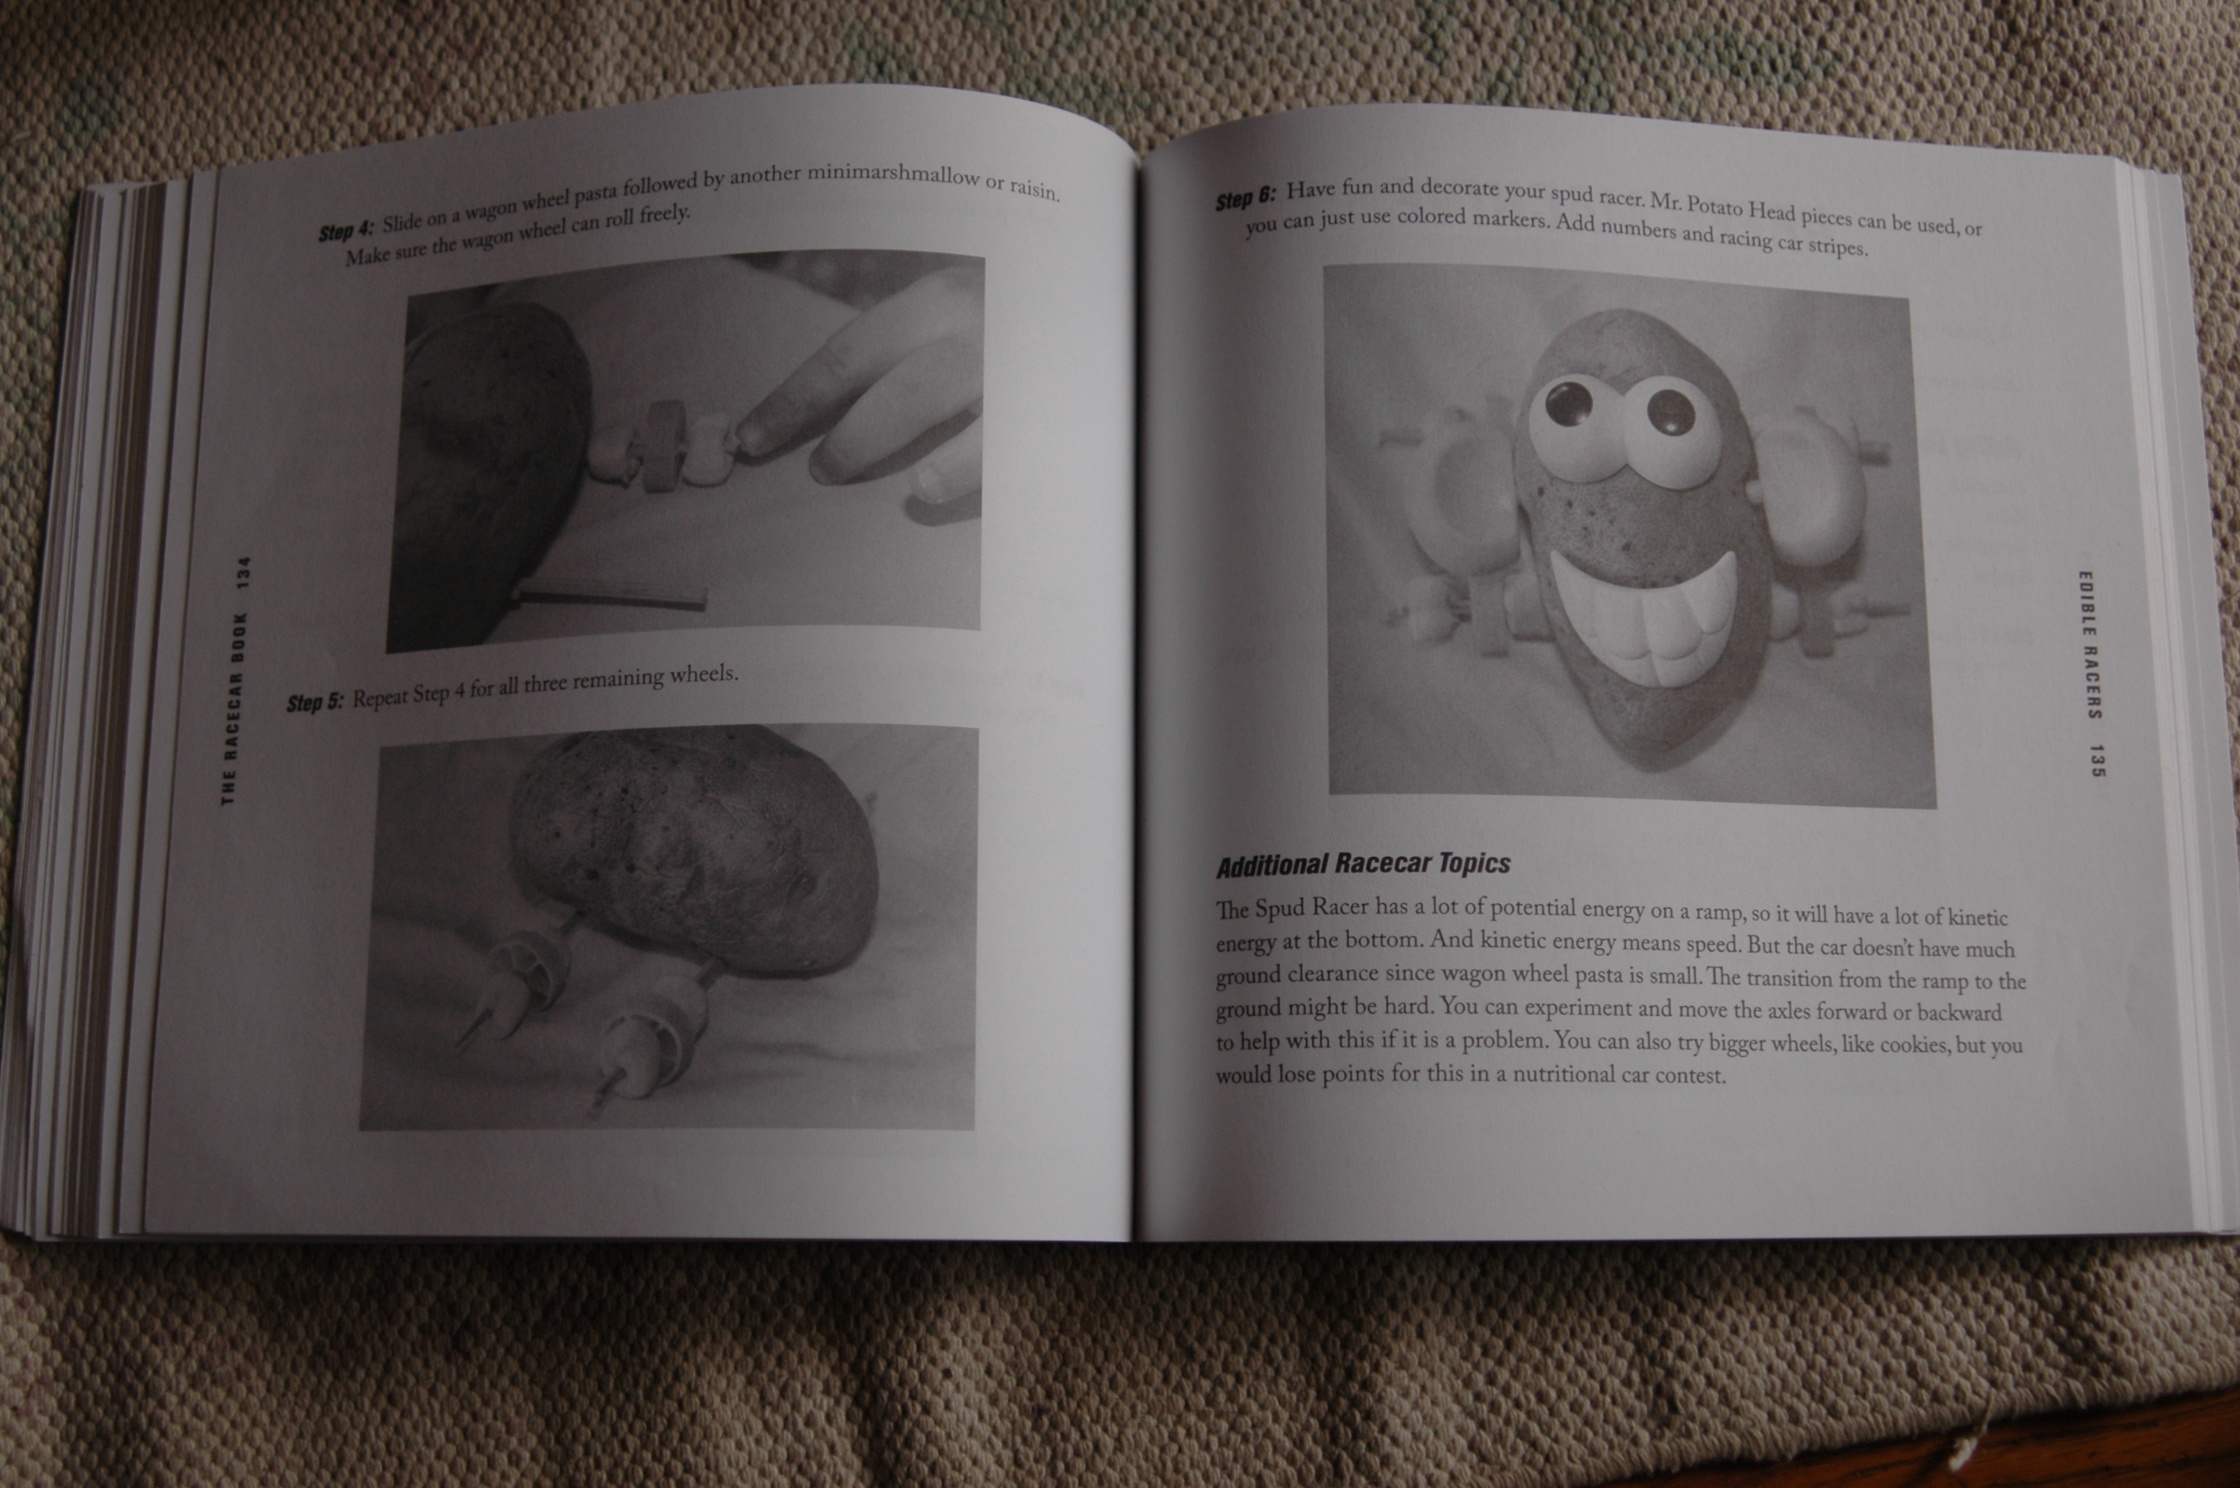 Step 4: Slide on a wagon wheel pasta followed by another minimarshmallow or raisin.
Make sure the wagon wheel can roll freely.
Step 5: Repeat Step 4 for all three remaining wheels.
THE RACECAR BOOK 134
Step 6: Have fun and decorate your spud racer. Mr. Potato Head pieces can be used, or
you can just use colored markers. Add numbers and racing car stripes.
Additional Racecar Topics
The Spud Racer has a lot of potential energy on a ramp, so it will have a lot of kinetic
energy at the bottom. And kinetic energy means speed. But the car doesn't have much
ground clearance since wagon wheel pasta is small. The transition from the ramp to the
ground might be hard. You can experiment and move the axles forward or backward
to help with this if it is a problem. You can also try bigger wheels, like cookies, but you
would lose points for this in a nutritional car contest.
EDIBLE RACERS 135